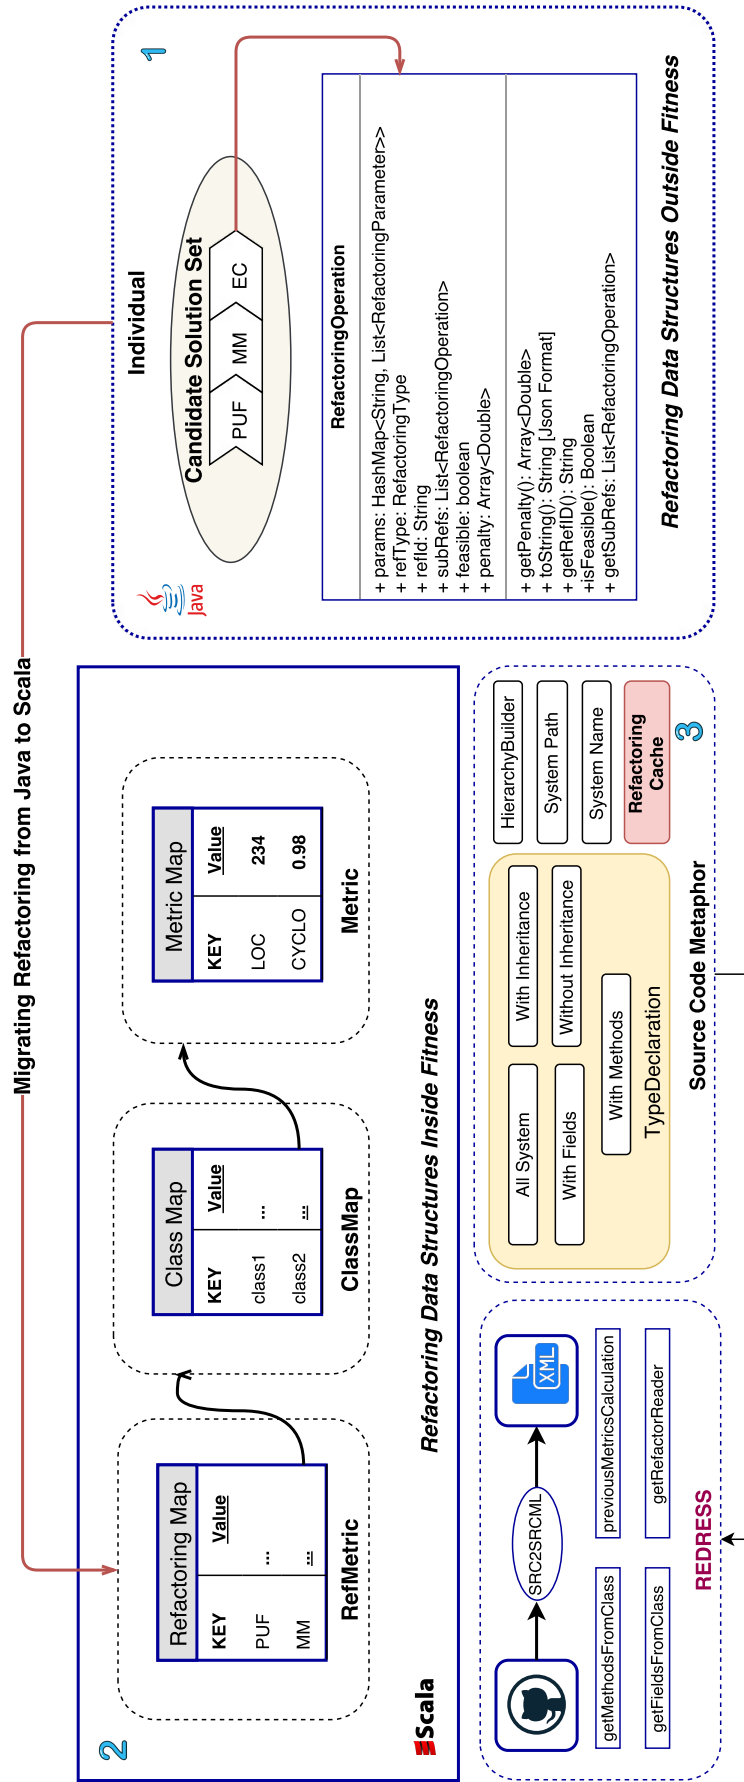 Migrating Refactoring from Java to Scala
2
Refactoring Map
KEY Value
PUF ...
MM ...
RefMetric
Class Map
KEY Value
class1 ...
class2 ...
ClassMap
Metric Map
KEY Value
LOC 234
CYCLO 0.98
Metric
Scala
Refactoring Data Structures Inside Fitness
1
Individual
Java
Candidate Solution Set
PUF
MM
EC
RefactoringOperation
+ params: HashMap<String, List<RefactoringParameter>>
+ refType: RefactoringType
+ refId: String
+ subRefs: List<RefactoringOperation>
+ feasible: boolean
+ penalty: Array<Double>
+ getPenalty(): Array<Double>
+ toString(): String [Json Format]
+ getRefID(): String
+isFeasible(): Boolean
+ getSubRefs: List<RefactoringOperation>
Refactoring Data Structures Outside Fitness
SRC2SRCML
XML
getMethodsFromClass
previousMetricsCalculation
getFieldsFromClass
getRefactorReader
REDRESS
All System
With Inheritance
With Fields
Without Inheritance
With Methods
TypeDeclaration
HierarchyBuilder
System Path
System Name
Refactoring
Cache
3
Source Code Metaphor